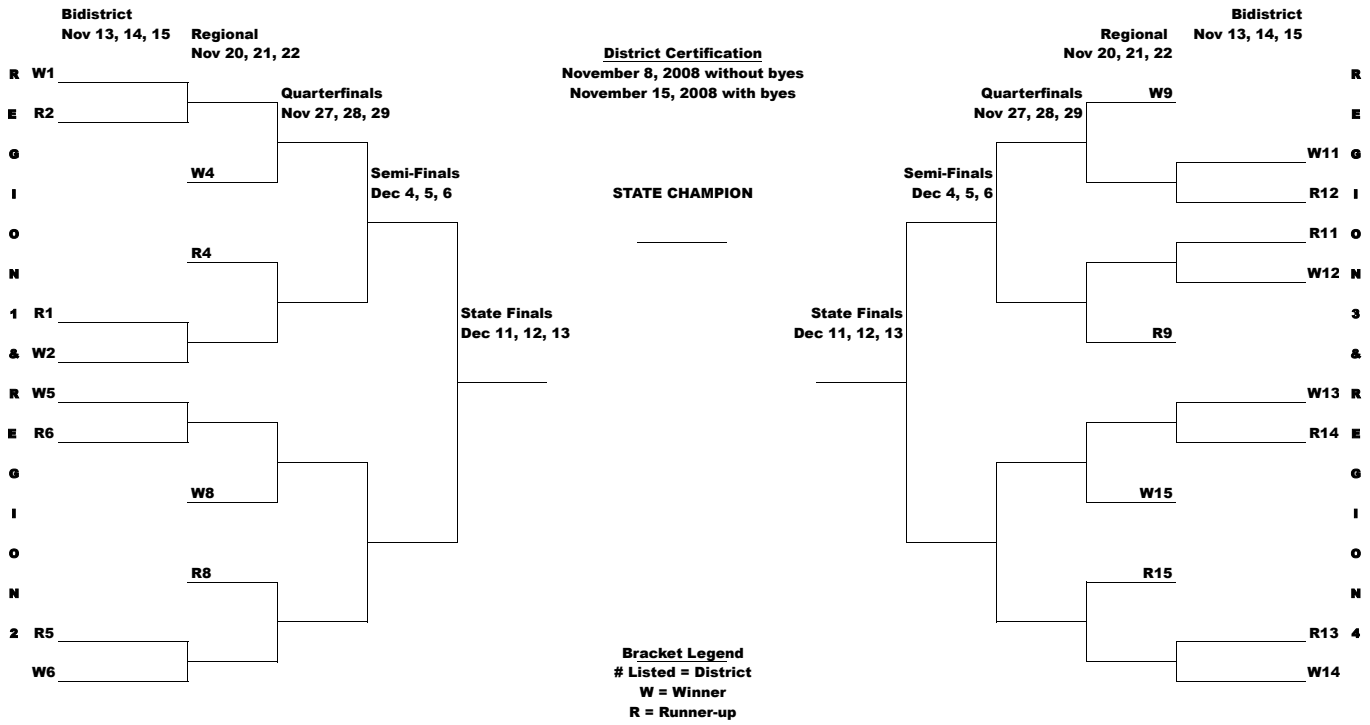 Bidistrict
Nov 13, 14, 15
Regional
Nov 20, 21, 22
Quarterfinals
Nov 27, 28, 29
Semi-Finals
Dec 4, 5, 6
State Finals
Dec 11, 12, 13
REGION 1 & REGION 2
W1
R2
W4
R4
R1
W2
W5
R6
W8
R8
R5
W6
District Certification
November 8, 2008 without byes
November 15, 2008 with byes
STATE CHAMPION
Bracket Legend
# Listed = District
W = Winner
R = Runner-up
Bidistrict
Nov 13, 14, 15
Regional
Nov 20, 21, 22
Quarterfinals
Nov 27, 28, 29
Semi-Finals
Dec 4, 5, 6
State Finals
Dec 11, 12, 13
W9
W11
R12
R11
W12
R9
W13
R14
W15
R15
R13
W14
REGION 3 & REGION 4